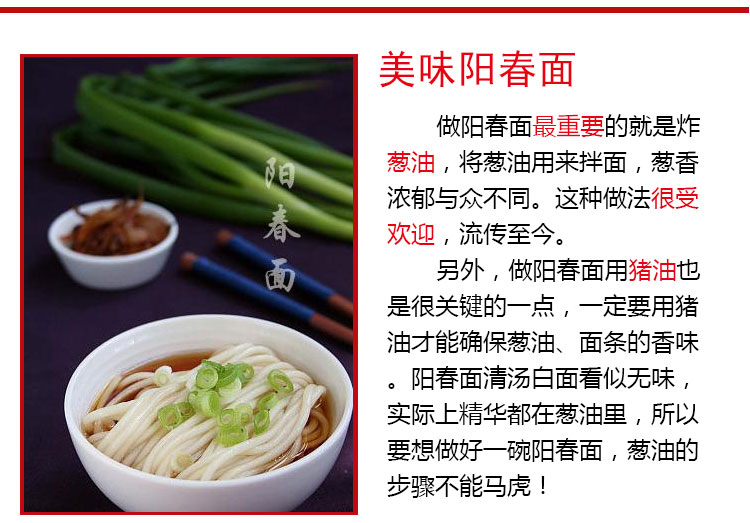 美味阳春面
阳春面
做阳春面最重要的就是炸
葱油，将葱油用来拌面，葱香
浓郁与众不同。这种做法很受
欢迎，流传至今。
另外，做阳春面用猪油也
是很关键的一点，一定要用猪
油才能确保葱油、面条的香味
。阳春面清汤白面看似无味，
实际上精华都在葱油里，所以
要想做好一碗阳春面，葱油的
步骤不能马虎！